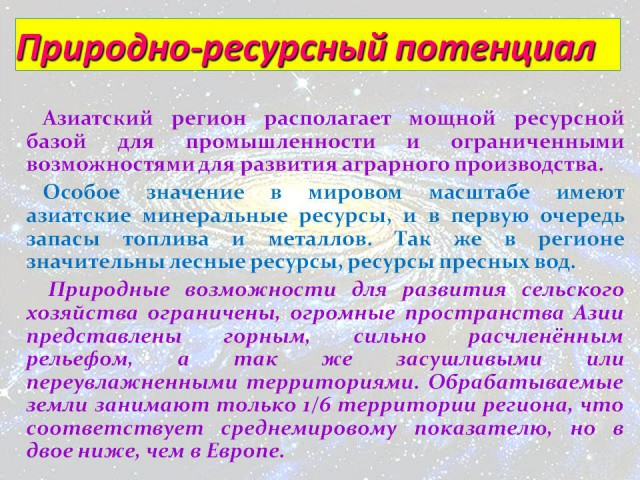 Природно-ресурсный потенциал
Азиатский регион располагает мощной ресурсной
базой для промышленности и ограниченными
возможностями для развития аграрного производства.
Особое значение в мировом масштабе имеют
азиатские минеральные ресурсы, и в первую очередь
запасы топлива и металлов. Так же в регионе
значительны лесные ресурсы, ресурсы пресных вод.
Природные возможности для развития сельского
хозяйства ограничены, огромные пространства Азии
представлены горным, сильно расчленённым
рельефом, а так же засушливыми или
переувлажненными территориями. Обрабатываемые
земли занимают только 1/6 территории региона, что
соответствует среднемировому показателю, но в
двое ниже, чем в Европе.